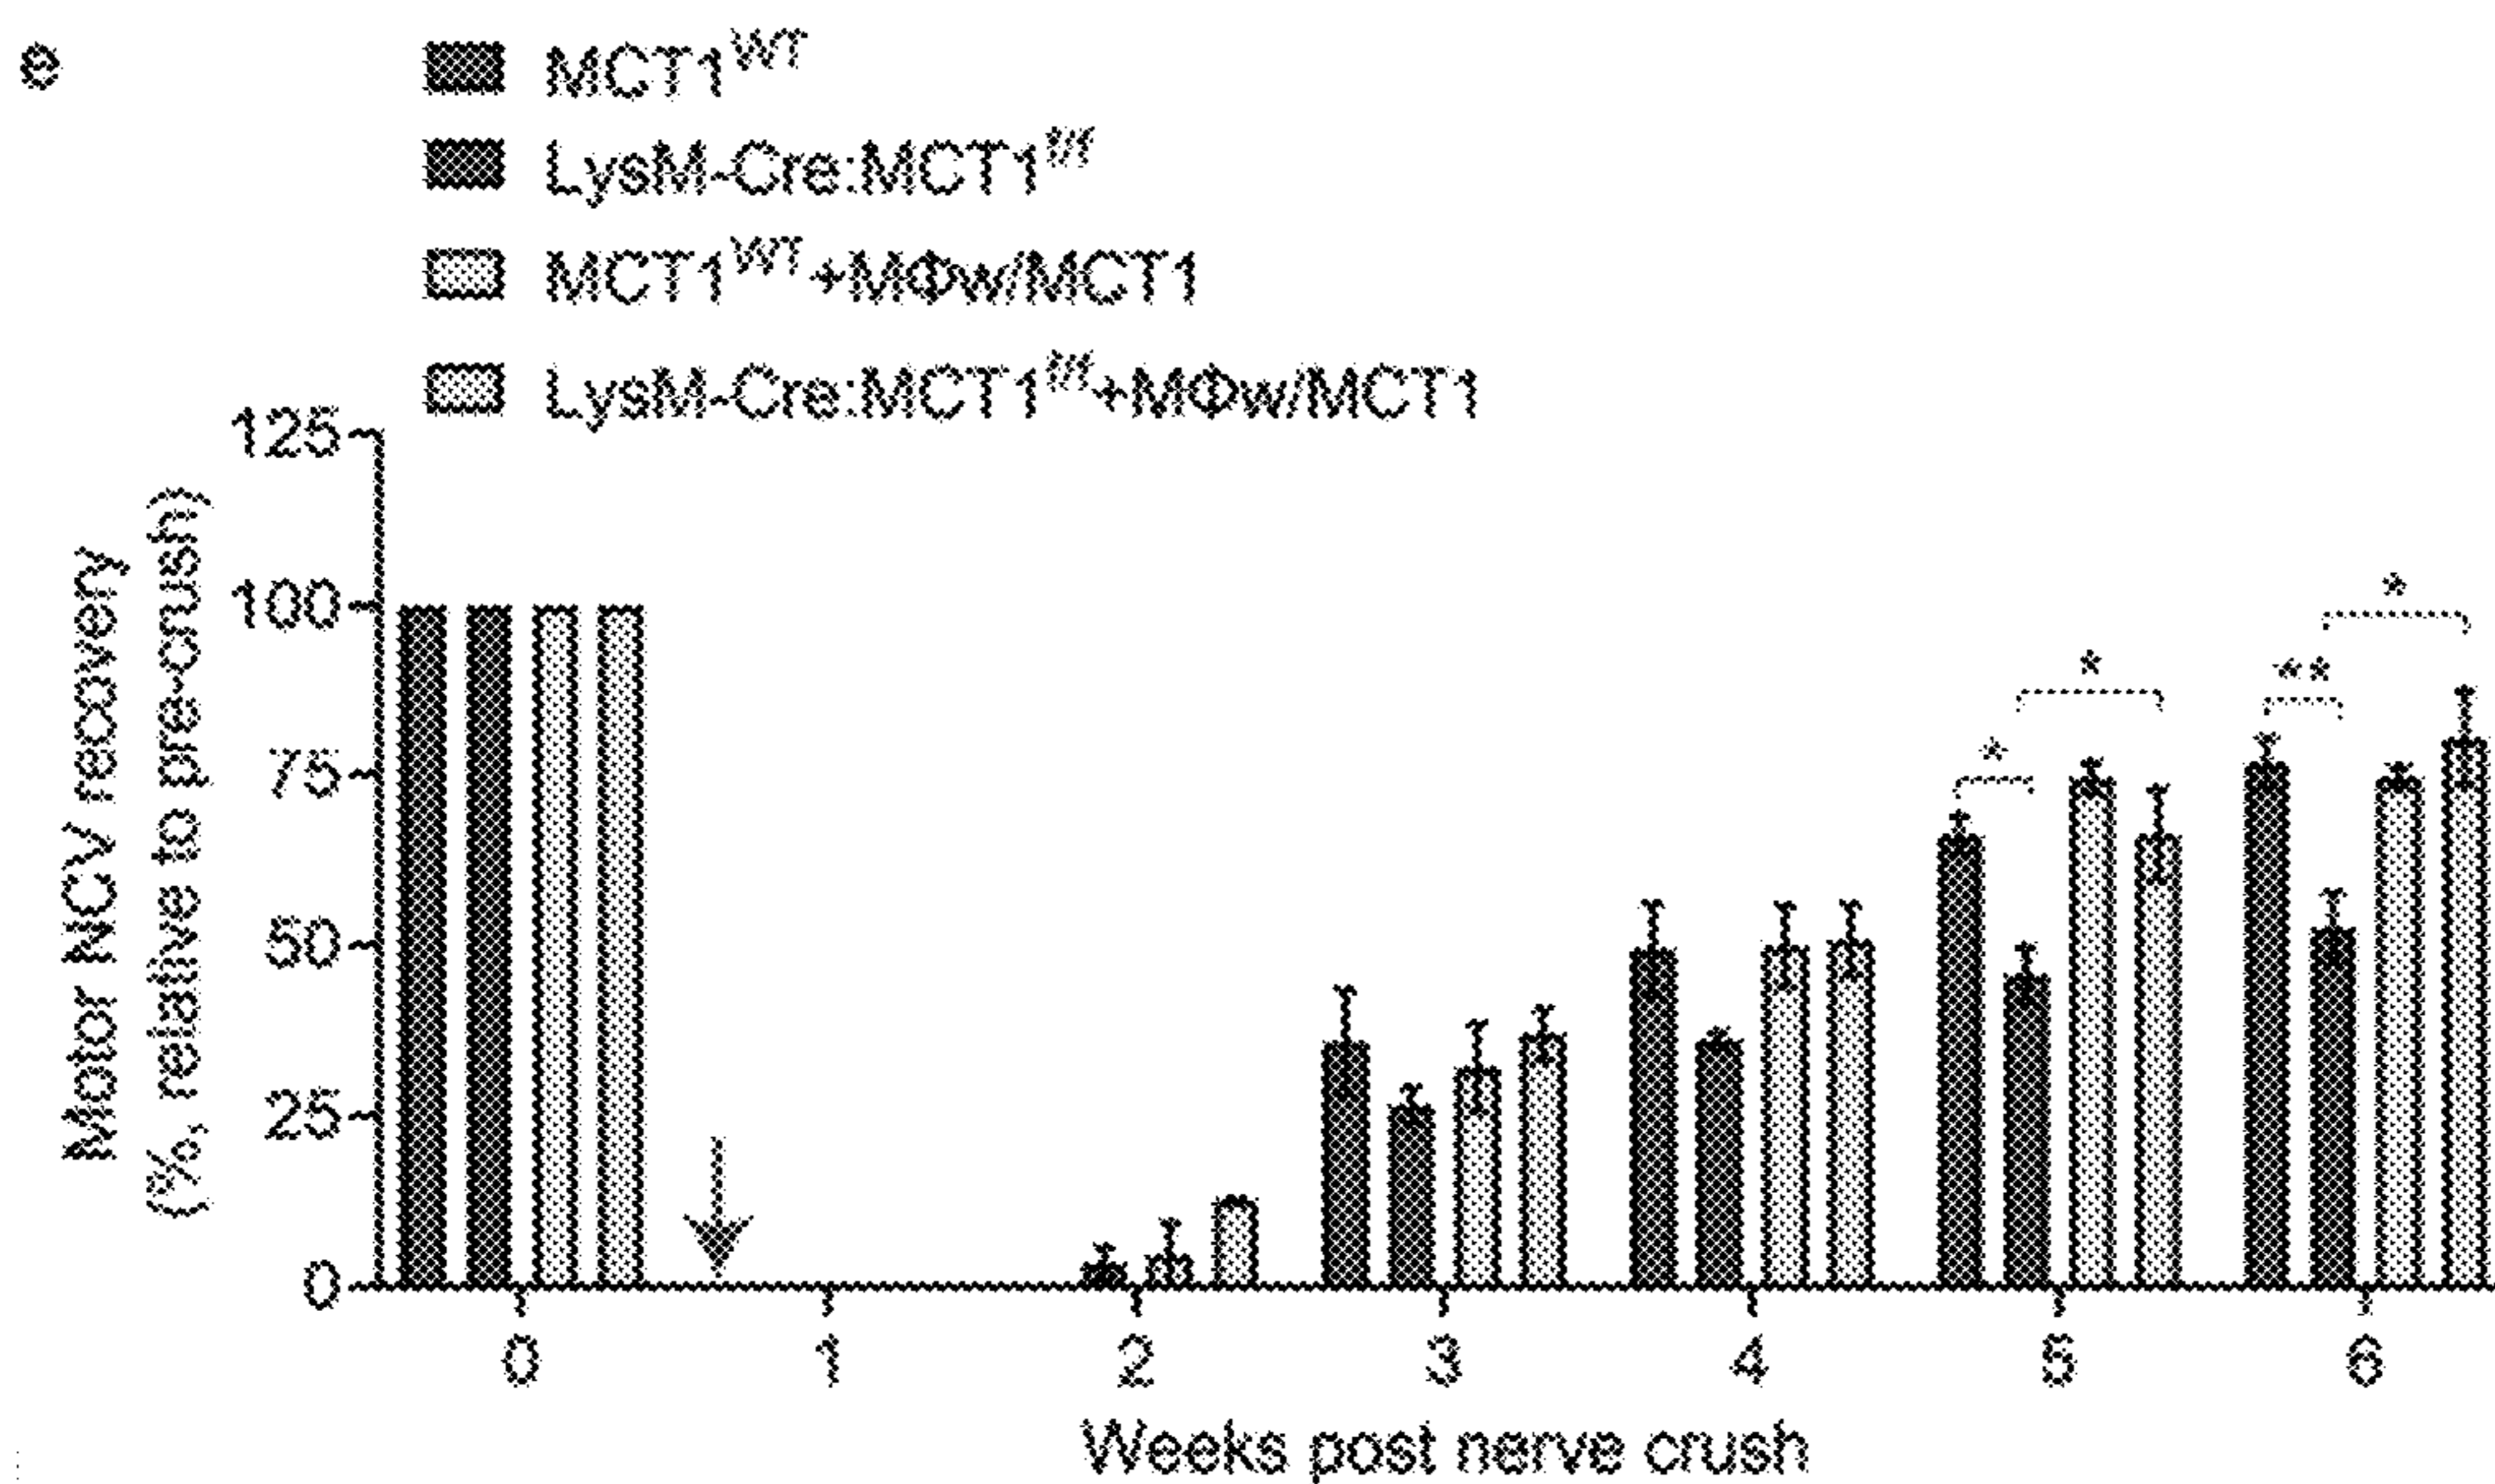 e
MCT1WT
LysM-Cre:MCT1f/f
MCT1WT+MΦw/MCT1
LysM-Cre:MCT1f/f+MΦw/MCT1
Motor NCV recovery
(%, relative to pre-crush)
125
100
75
50
25
0
*
*
**
*
0 1 2 3 4 5 6
Weeks post nerve crush